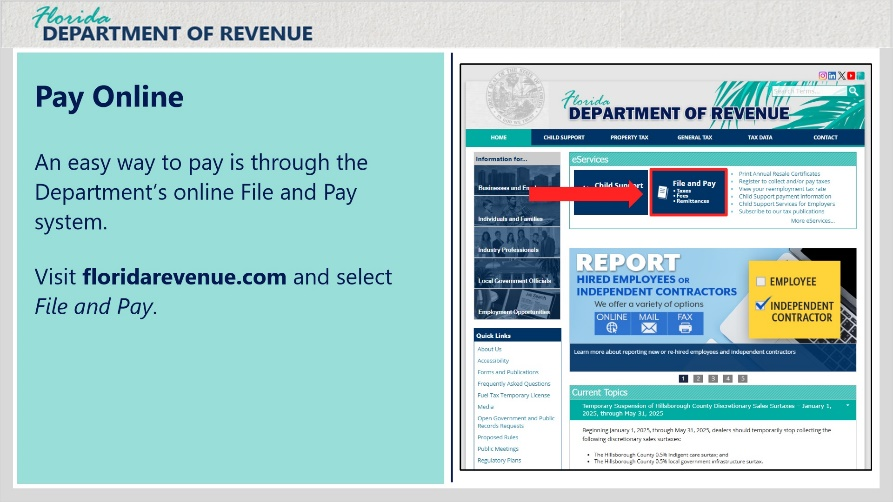 Florida
DEPARTMENT OF REVENUE
Pay Online
An easy way to pay is through the
Department's online File and Pay
system.
Visit floridarevenue.com and select
File and Pay.
Florida
DEPARTMENT OF REVENUE
HOME CHILD SUPPORT PROPERTY TAX GENERAL TAX TAX DATA CONTACT
Information for...
Businesses and
Individuals and Families
Industry Professionals
Local Government Officials
Employment Opportunities
Quick Links
About Us
Accessibility
Forms and Publications
Frequently Asked Questions
Fuel Tax Temporary License
Media
Open Government and Public
Records Requests
Proposed Rules
Public Meetings
Regulatory Plans
eServices
Child Support
File and Pay
• Taxes
• Fees
• Remittances
• Print Annual Resale Certificates
• Register to collect and/or pay taxes
• View your reemployment tax rate
• Child Support payment information
• Child Support Services for Employers
• Subscribe to our tax publications
More eServices...
REPORT
HIRED EMPLOYEES OR
INDEPENDENT CONTRACTORS
We offer a variety of options
ONLINE MAIL FAX
EMPLOYEE
INDEPENDENT
CONTRACTOR
Learn more about reporting new or re-hired employees and independent contractors
1 2 3 4 5
Current Topics
Temporary Suspension of Hillsborough County Discretionary Sales Surtaxes January 1,
2025, through May 31, 2025
Beginning January 1, 2025, through May 31, 2025, dealers should temporarily stop collecting the
following discretionary sales surtaxes:
• The Hillsborough County 0.5% indigent care surtax; and
• The Hillsborough County 0.5% local government infrastructure surtax.